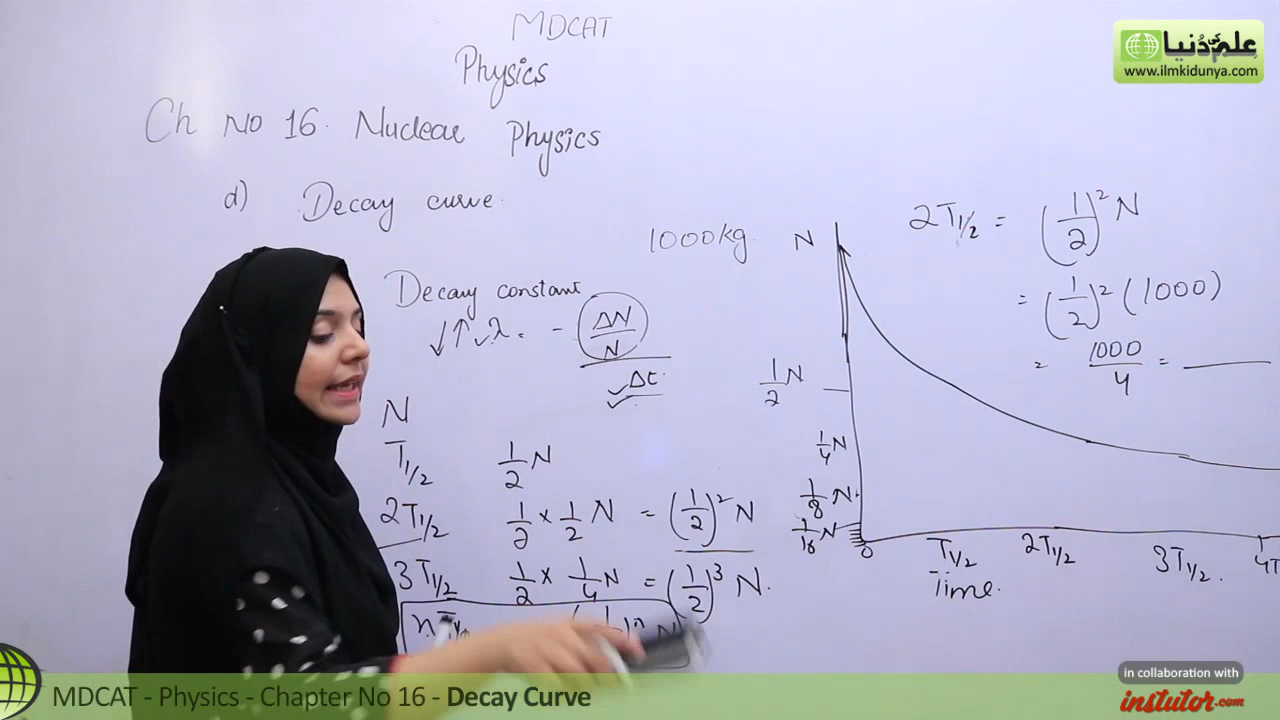 MDCAT
Physics
Ch No 16. Nuclear Physics
d) Decay curve.
علم کی دُنیا
www.ilmkidunya.com
Decay constant
↓↑✓λ = - ΔN/N
✓Δt.
✓
N
T1/2 1/2 N
2T1/2 1/2 × 1/2 N = (1/2)² N
3T1/2 1/2 × 1/4 N = (1/2)³ N.
1000kg. N
1/2 N
1/4 N
1/8 N
1/16 N
0 T1/2 2T1/2 3T1/2. 4T
Time.
2T1/2 = (1/2)² N
= (1/2)² (1000)
= 1000/4 =
MDCAT - Physics - Chapter No 16 - Decay Curve
in collaboration with
instutor.com